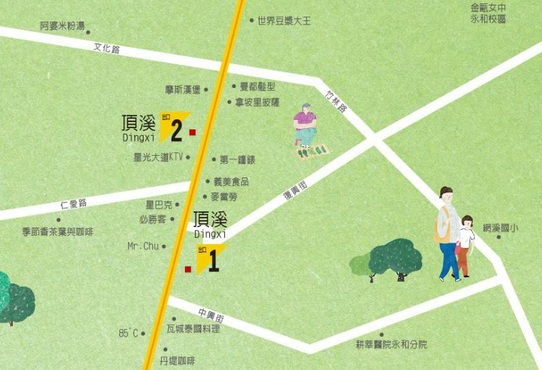 金甌女中
永和校區
世界豆漿大王
阿婆米粉湯
文化路
摩斯漢堡
曼都髮型
拿坡里披薩
竹林路
頂溪
Dingxi
出口
2
星光大道KTV
第一鐘錶
義美食品
麥當勞
復興街
仁愛路
星巴克
必勝客
頂溪
Dingxi
出口
1
季節香茶葉與咖啡
Mr.Chu
網溪國小
中興街
85°C
瓦城泰國料理
耕莘醫院永和分院
丹提咖啡